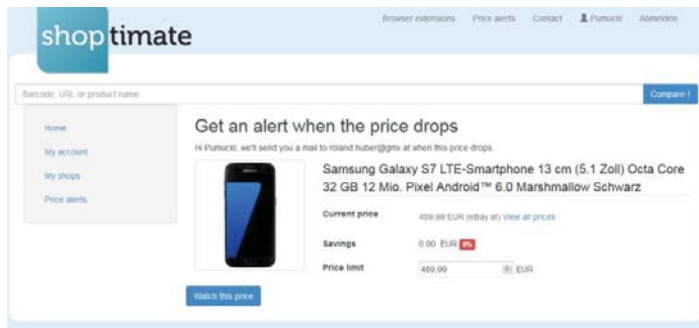 shoptimate
Browser extensions Price alerts Contact Pumuckl Abmelden
Barcode, URL or product name Compare !
Home
My account
My shops
Price alerts
Get an alert when the price drops
Hi Pumuckl, we'll send you a mail to roland.huber@gmx.at when this price drops.
Samsung Galaxy S7 LTE-Smartphone 13 cm (5.1 Zoll) Octa Core
32 GB 12 Mio. Pixel Android™ 6.0 Marshmallow Schwarz
Current price 489,99 EUR (eBay at) View all prices
Savings 0.00 EUR 0%
Price limit 489,99 EUR
Watch this price